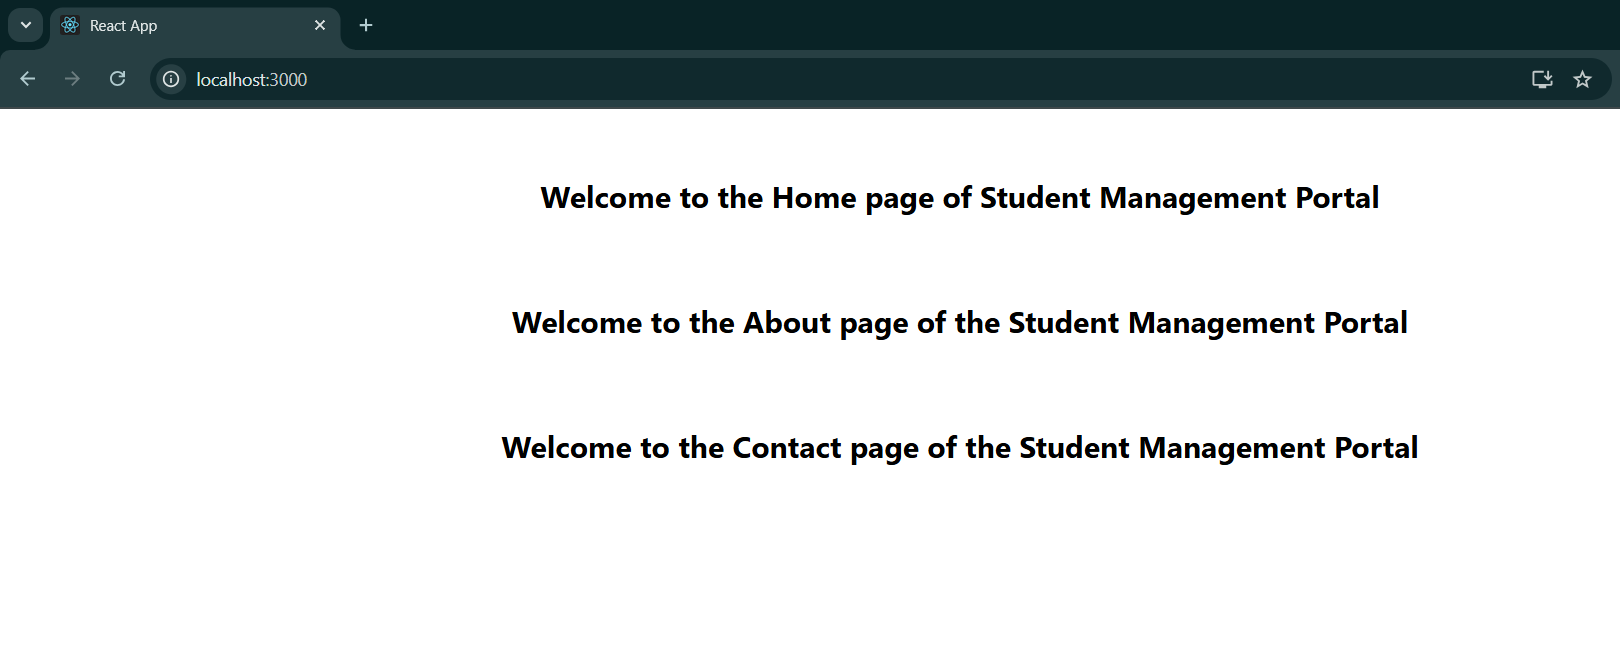 React App
localhost:3000
Welcome to the Home page of Student Management Portal
Welcome to the About page of the Student Management Portal
Welcome to the Contact page of the Student Management Portal